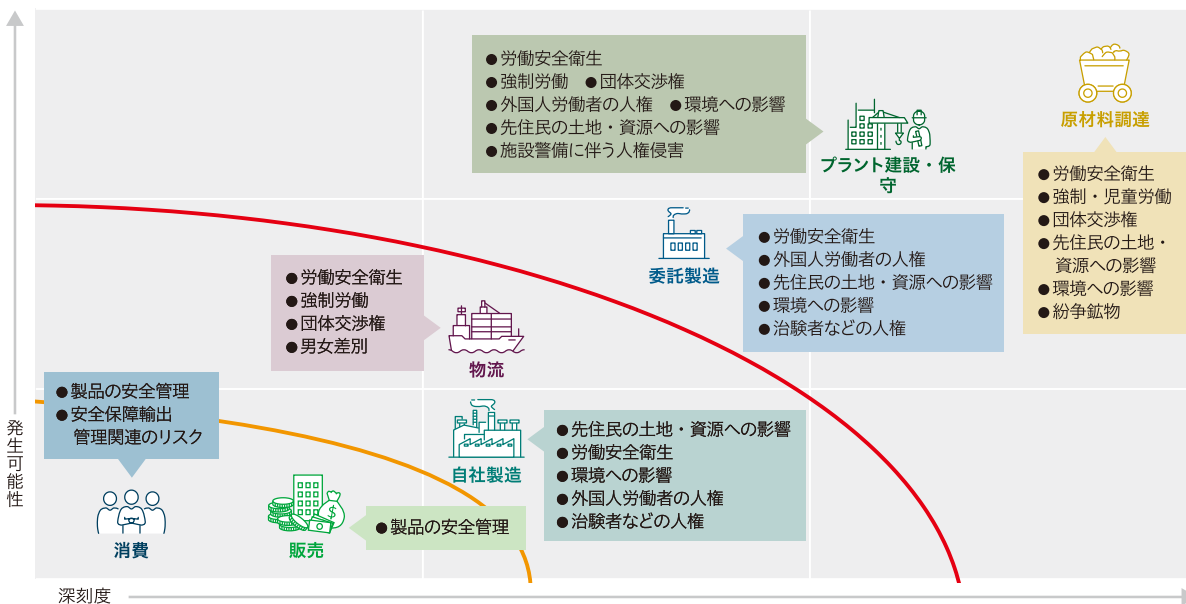 ●労働安全衛生
●強制労働 ●団体交渉権
●外国人労働者の人権 ●環境への影響
●先住民の土地・資源への影響
●施設警備に伴う人権侵害
プラント建設・保
守
原材料調達
●労働安全衛生
●強制・児童労働
●団体交渉権
●先住民の土地・
資源への影響
●環境への影響
●紛争鉱物
委託製造
●労働安全衛生
●外国人労働者の人権
●先住民の土地・資源への影響
●環境への影響
●治験者などの人権
●労働安全衛生
●強制労働
●団体交渉権
●男女差別
物流
●製品の安全管理
●安全保障輸出
管理関連のリスク
消費
販売
●製品の安全管理
自社製造
●先住民の土地・資源への影響
●労働安全衛生
●環境への影響
●外国人労働者の人権
●治験者などの人権
発生可能性
深刻度